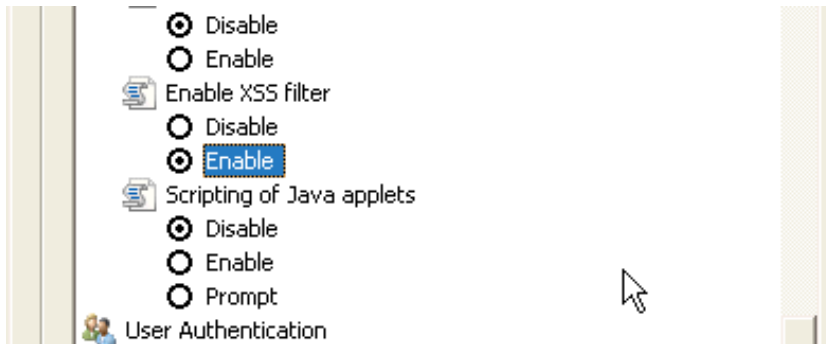 Disable
Enable
Enable XSS filter
Disable
Enable
Scripting of Java applets
Disable
Enable
Prompt
User Authentication